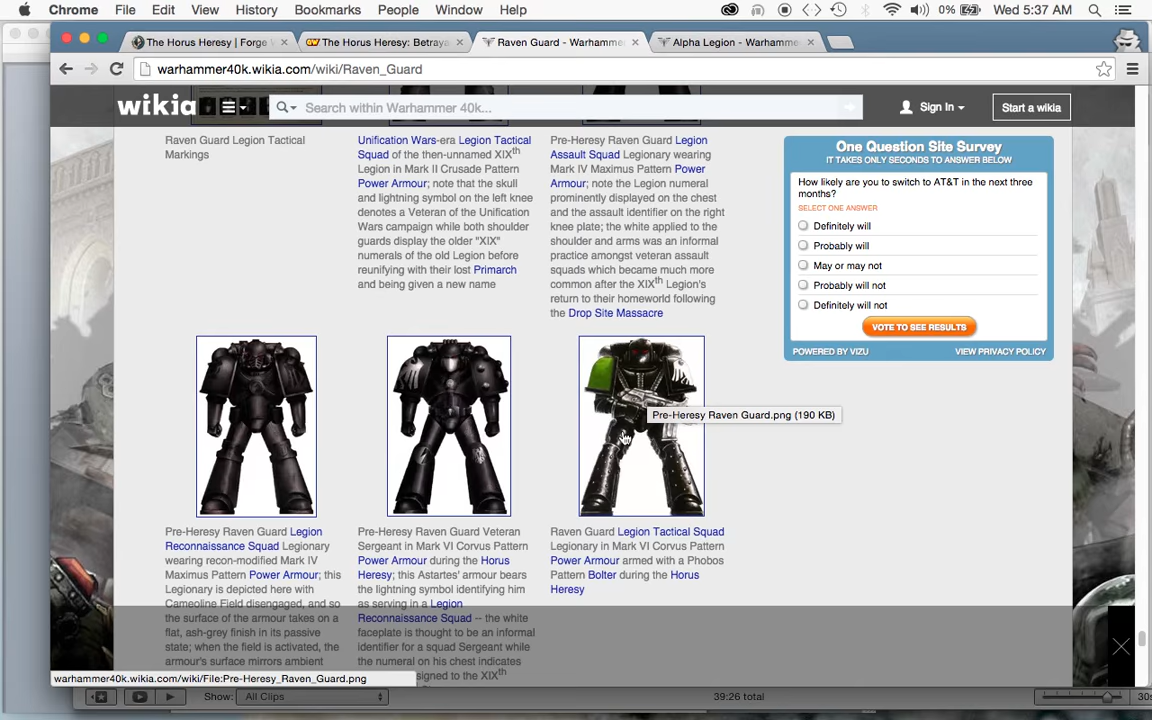 Chrome File Edit View History Bookmarks People Window Help 0% Wed 5:37 AM
The Horus Heresy | Forge The Horus Heresy: Betraya Raven Guard - Warhamme Alpha Legion - Warhamme
warhammer40k.wikia.com/wiki/Raven_Guard
wikia Search within Warhammer 40k... Sign In Start a wikia
Raven Guard Legion Tactical
Markings
Unification Wars-era Legion Tactical
Squad of the then-unnamed XIXth
Legion in Mark II Crusade Pattern
Power Armour; note that the skull
and lightning symbol on the left knee
denotes a Veteran of the Unification
Wars campaign while both shoulder
guards display the older "XIX"
numerals of the old Legion before
reunifying with their lost Primarch
and being given a new name
Pre-Heresy Raven Guard Legion
Assault Squad Legionary wearing
Mark IV Maximus Pattern Power
Armour; note the Legion numeral
prominently displayed on the chest
and the assault identifier on the right
knee plate; the white applied to the
shoulder and arms was an informal
practice amongst veteran assault
squads which became much more
common after the XIXth Legion's
return to their homeworld following
the Drop Site Massacre
One Question Site Survey
IT TAKES ONLY SECONDS TO ANSWER BELOW
How likely are you to switch to AT&T in the next three
months?
SELECT ONE ANSWER
Definitely will
Probably will
May or may not
Probably will not
Definitely will not
VOTE TO SEE RESULTS
POWERED BY VIZU VIEW PRIVACY POLICY
Pre-Heresy Raven Guard.png (190 KB)
Pre-Heresy Raven Guard Legion
Reconnaissance Squad Legionary
wearing recon-modified Mark IV
Maximus Pattern Power Armour; this
Legionary is depicted here with
Cameoline Field disengaged, and so
the surface of the armour takes on a
flat, ash-grey finish in its passive
state; when the field is activated, the
armour's surface mirrors ambient
Pre-Heresy Raven Guard Veteran
Sergeant in Mark VI Corvus Pattern
Power Armour during the Horus
Heresy; this Astartes' armour bears
the lightning symbol identifying him
as serving in a Legion
Reconnaissance Squad -- the white
faceplate is thought to be an informal
identifier for a squad Sergeant while
the numeral on his chest indicates
signed to the XIXth
Raven Guard Legion Tactical Squad
Legionary in Mark VI Corvus Pattern
Power Armour armed with a Phobos
Pattern Bolter during the Horus
Heresy
warhammer40k.wikia.com/wiki/File:Pre-Heresy_Raven_Guard.png
Show: All Clips 39:26 total 30s